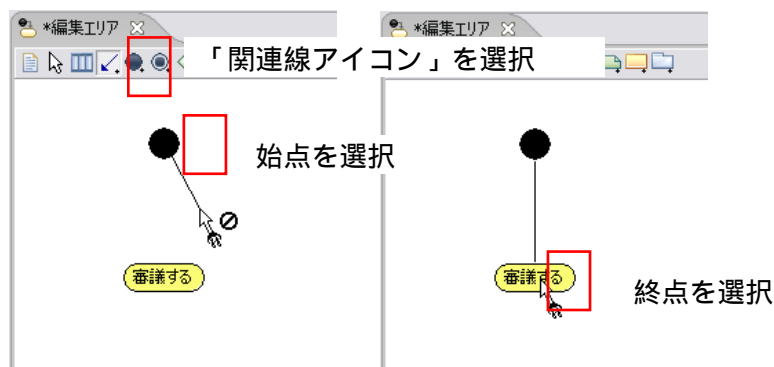 *編集エリア
*編集エリア
「関連線アイコン」を選択
始点を選択
審議する
審議する
終点を選択